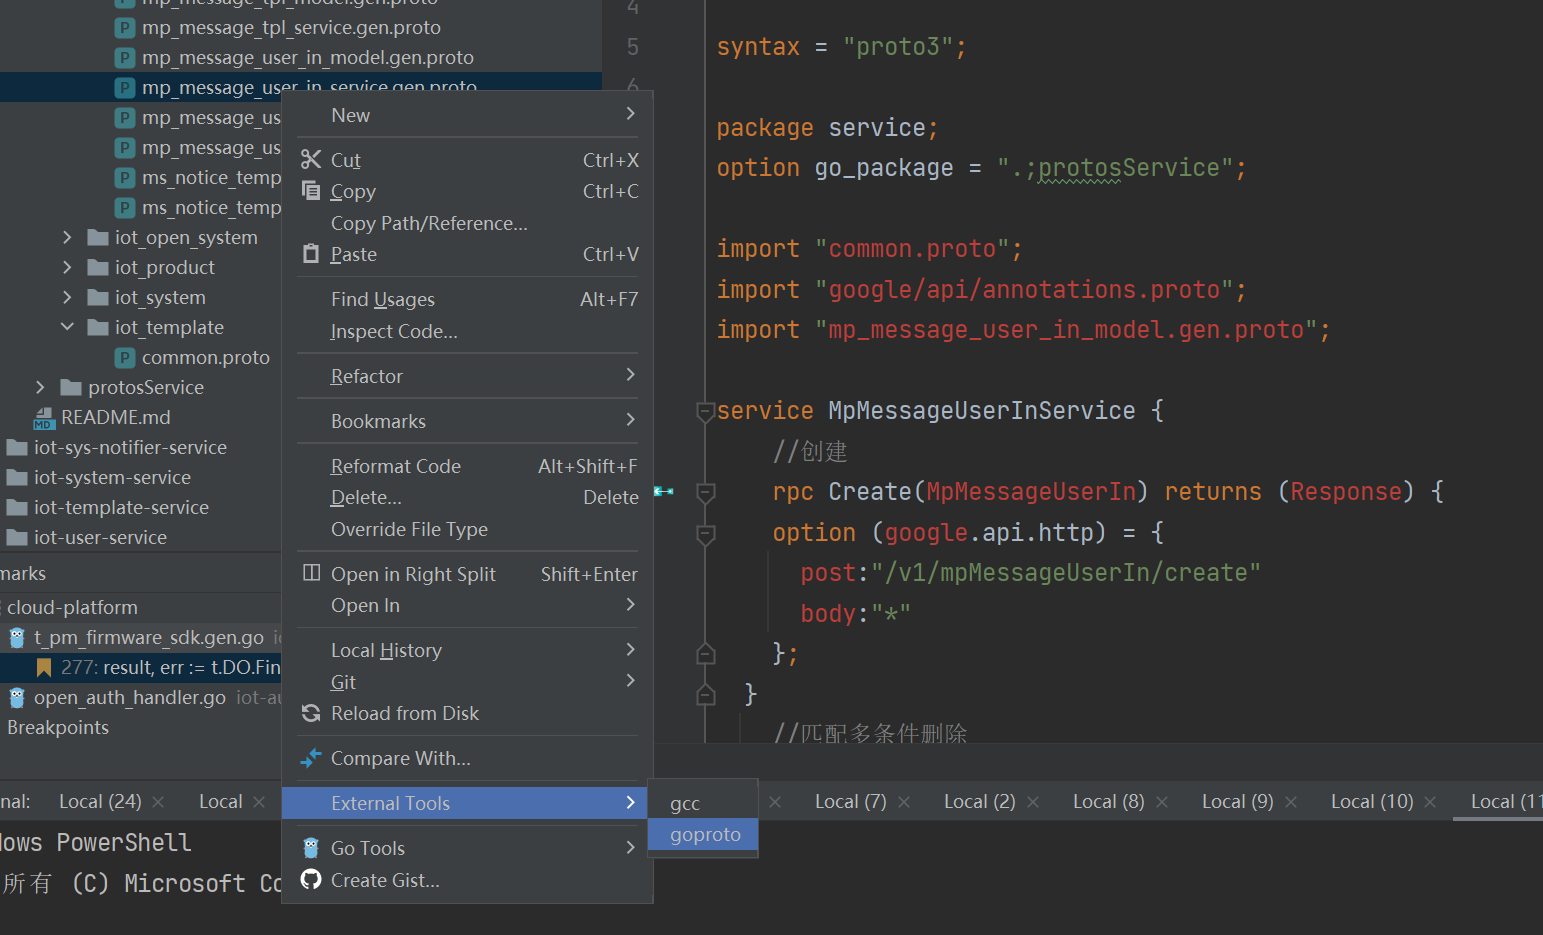 mp_message_tpl_model.gen.proto
mp_message_tpl_service.gen.proto
mp_message_user_in_model.gen.proto
mp_message_user_in_service.gen.proto
mp_message_us
mp_message_us
ms_notice_temp
ms_notice_temp
iot_open_system
iot_product
iot_system
iot_template
common.proto
protosService
README.md
iot-sys-notifier-service
iot-system-service
iot-template-service
iot-user-service
marks
cloud-platform
t_pm_firmware_sdk.gen.go
277: result, err := t.DO.Fin
open_auth_handler.go iot-au
Breakpoints
New
Cut Ctrl+X
Copy Ctrl+C
Copy Path/Reference...
Paste Ctrl+V
Find Usages Alt+F7
Inspect Code...
Refactor
Bookmarks
Reformat Code Alt+Shift+F
Delete... Delete
Override File Type
Open in Right Split Shift+Enter
Open In
Local History
Git
Reload from Disk
Compare With...
External Tools
Go Tools
Create Gist...
gcc
goproto
4
5 syntax = "proto3";
6
package service;
option go_package = ".;protosService";
import "common.proto";
import "google/api/annotations.proto";
import "mp_message_user_in_model.gen.proto";
service MpMessageUserInService {
//创建
rpc Create(MpMessageUserIn) returns (Response) {
option (google.api.http) = {
post:"/v1/mpMessageUserIn/create"
body:"*"
};
}
//匹配多条件删除
nal: Local (24) Local Local (7) Local (2) Local (8) Local (9) Local (10) Local (11
dows PowerShell
所有 (C) Microsoft Co